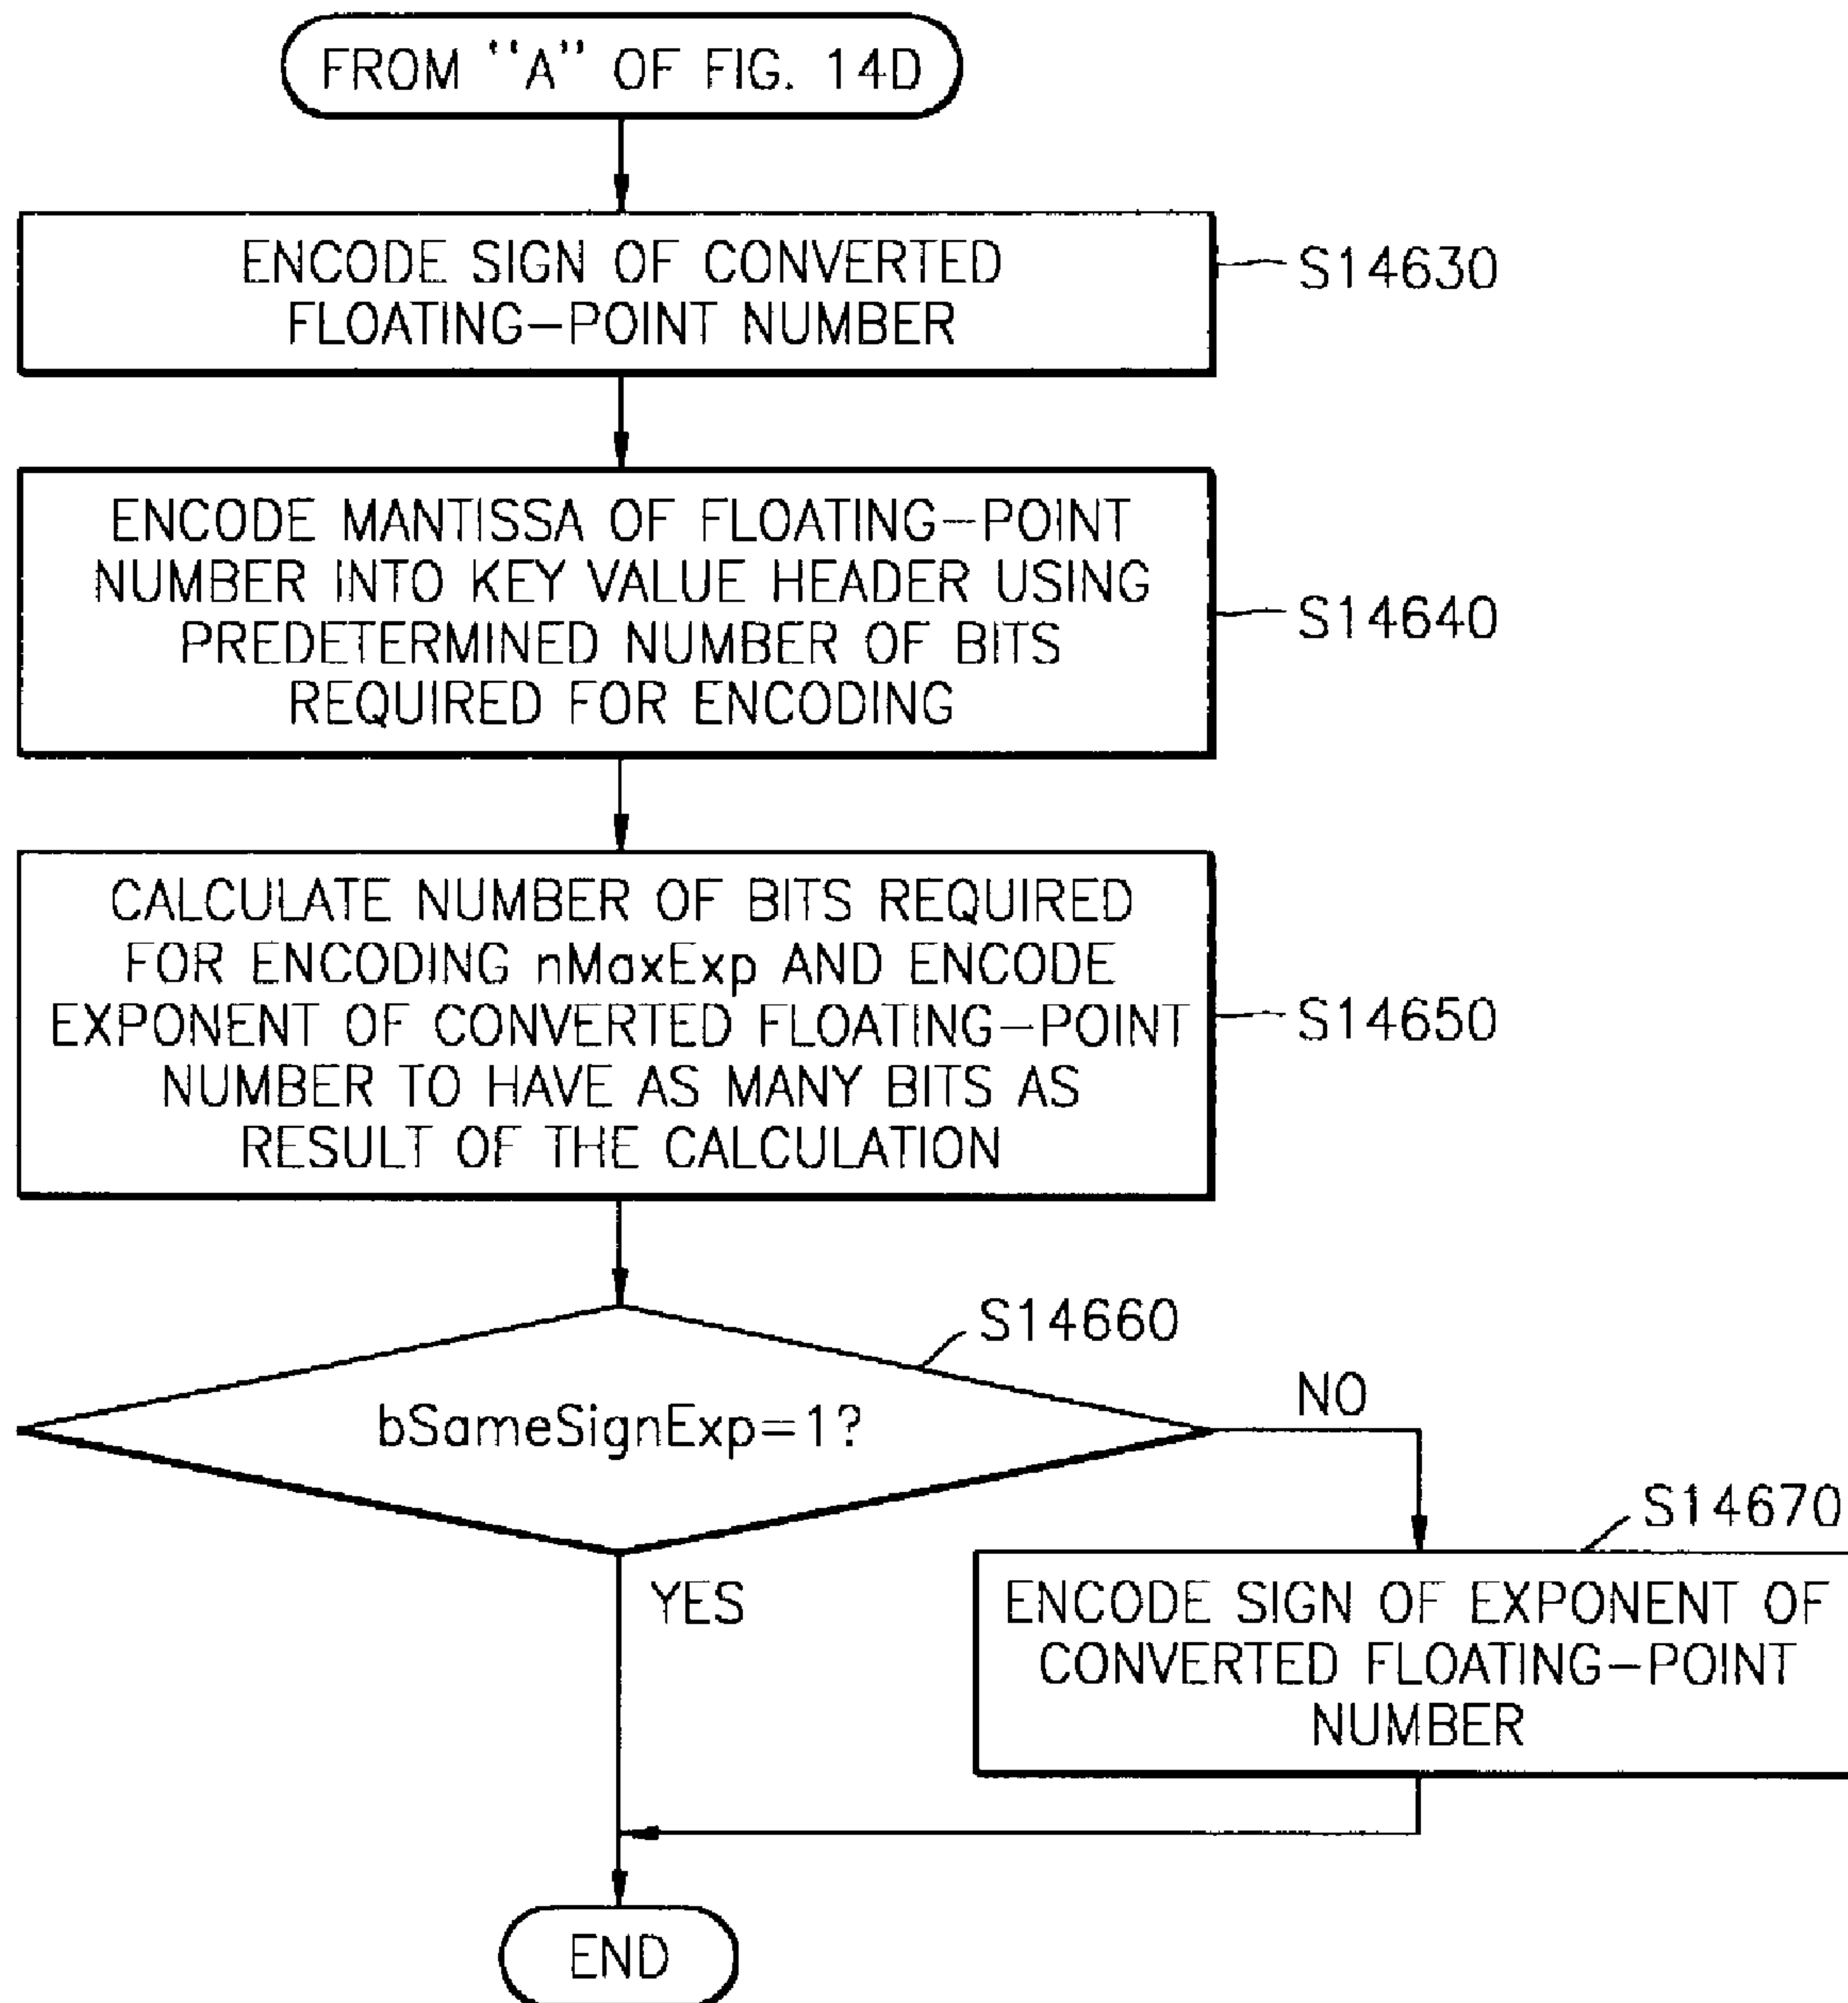 FROM "A" OF FIG. 14D
ENCODE SIGN OF CONVERTED
FLOATING-POINT NUMBER
S14630
ENCODE MANTISSA OF FLOATING-POINT
NUMBER INTO KEY VALUE HEADER USING
PREDETERMINED NUMBER OF BITS
REQUIRED FOR ENCODING
S14640
CALCULATE NUMBER OF BITS REQUIRED
FOR ENCODING nMaxExp AND ENCODE
EXPONENT OF CONVERTED FLOATING-POINT
NUMBER TO HAVE AS MANY BITS AS
RESULT OF THE CALCULATION
S14650
S14660
bSameSignExp=1?
NO
YES
S14670
ENCODE SIGN OF EXPONENT OF
CONVERTED FLOATING-POINT
NUMBER
END